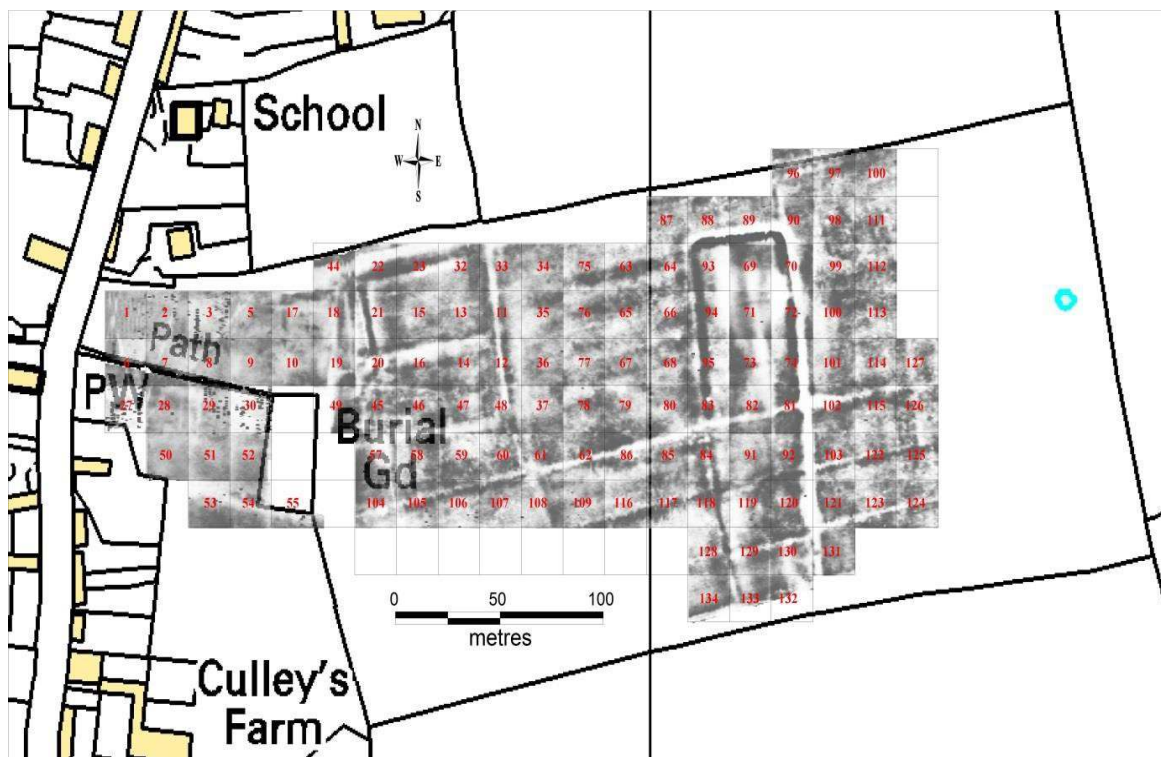 School
N
W E
S
96 97 100
87 88 89 90 98 111
44 22 23 32 33 34 75 63 64 93 69 70 99 112
1 2 3 5 17 18 21 15 13 11 35 76 65 66 94 71 72 100 113
Path
6 7 8 9 10 19 20 16 14 12 36 77 67 68 95 73 74 101 114 127
PW
27 28 29 30 49 45 46 47 48 37 78 79 80 83 82 81 102 115 126
Burial
50 51 52 57 58 59 60 61 62 86 85 84 91 92 103 122 125
Gd
53 54 55 104 105 106 107 108 109 116 117 118 119 120 121 123 124
128 129 130 131
134 133 132
0 50 100
metres
Culley's
Farm